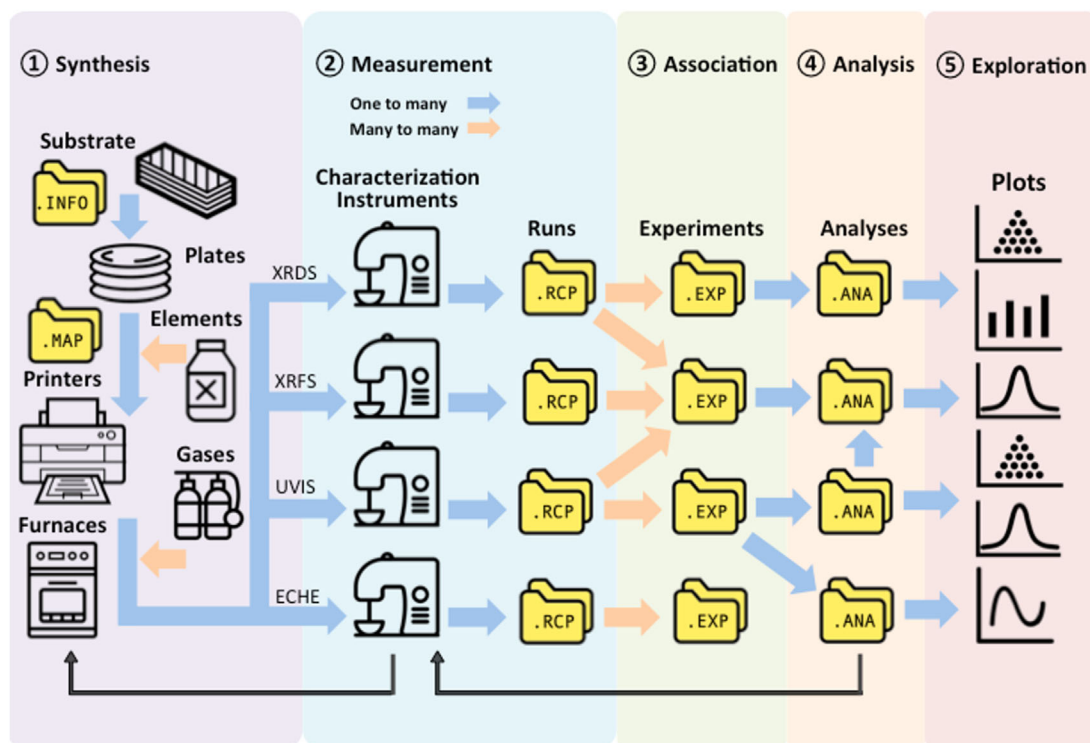 ① Synthesis
② Measurement
③ Association
④ Analysis
⑤ Exploration
One to many
Many to many
Substrate
.INFO
Plates
.MAP
Elements
Printers
Gases
Furnaces
Characterization
Instruments
Runs
Experiments
Analyses
Plots
XRDS
.RCP
.EXP
.ANA
XRFS
.RCP
.EXP
.ANA
UVIS
.RCP
.EXP
.ANA
ECHE
.RCP
.EXP
.ANA